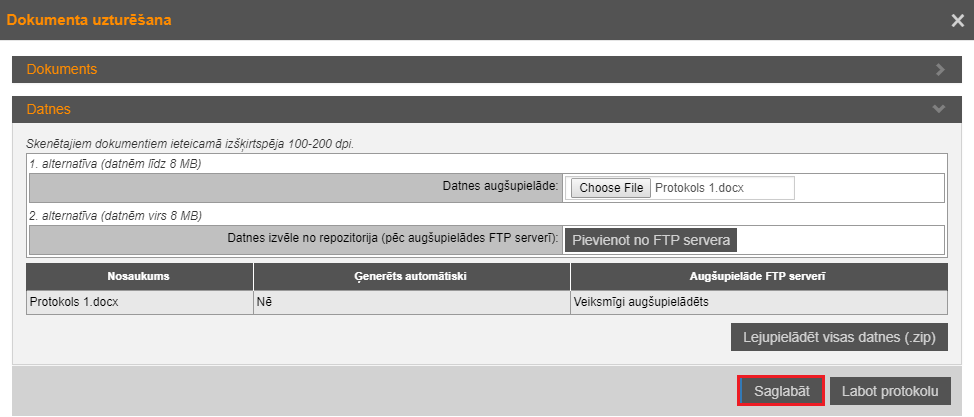 Dokumenta uzturēšana
Dokuments
Datnes
Skenētajiem dokumentiem ieteicamā izšķirtspēja 100-200 dpi.
1. alternatīva (datnēm līdz 8 MB)
Datnes augšupielāde: Choose File Protokols 1.docx
2. alternatīva (datnēm virs 8 MB)
Datnes izvēle no repozitorija (pēc augšupielādes FTP serverī): Pievienot no FTP servera
Nosaukums Ģenerēts automātiski Augšupielāde FTP serverī
Protokols 1.docx Nē Veiksmīgi augšupielādēts
Lejupielādēt visas datnes (.zip)
Saglabāt Labot protokolu